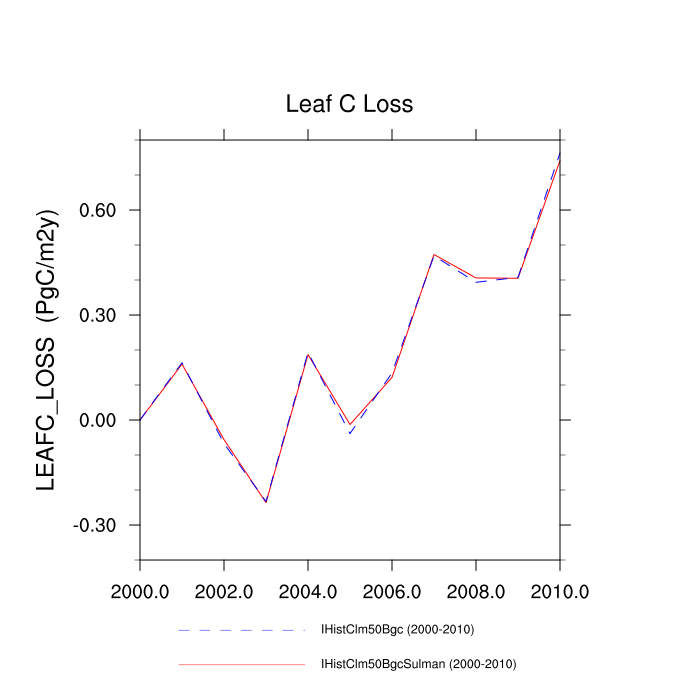 Leaf C Loss
LEAFC_LOSS (PgC/m2y)
0.60
0.30
0.00
-0.30
2000.0 2002.0 2004.0 2006.0 2008.0 2010.0
IHistClm50Bgc (2000-2010)
IHistClm50BgcSulman (2000-2010)